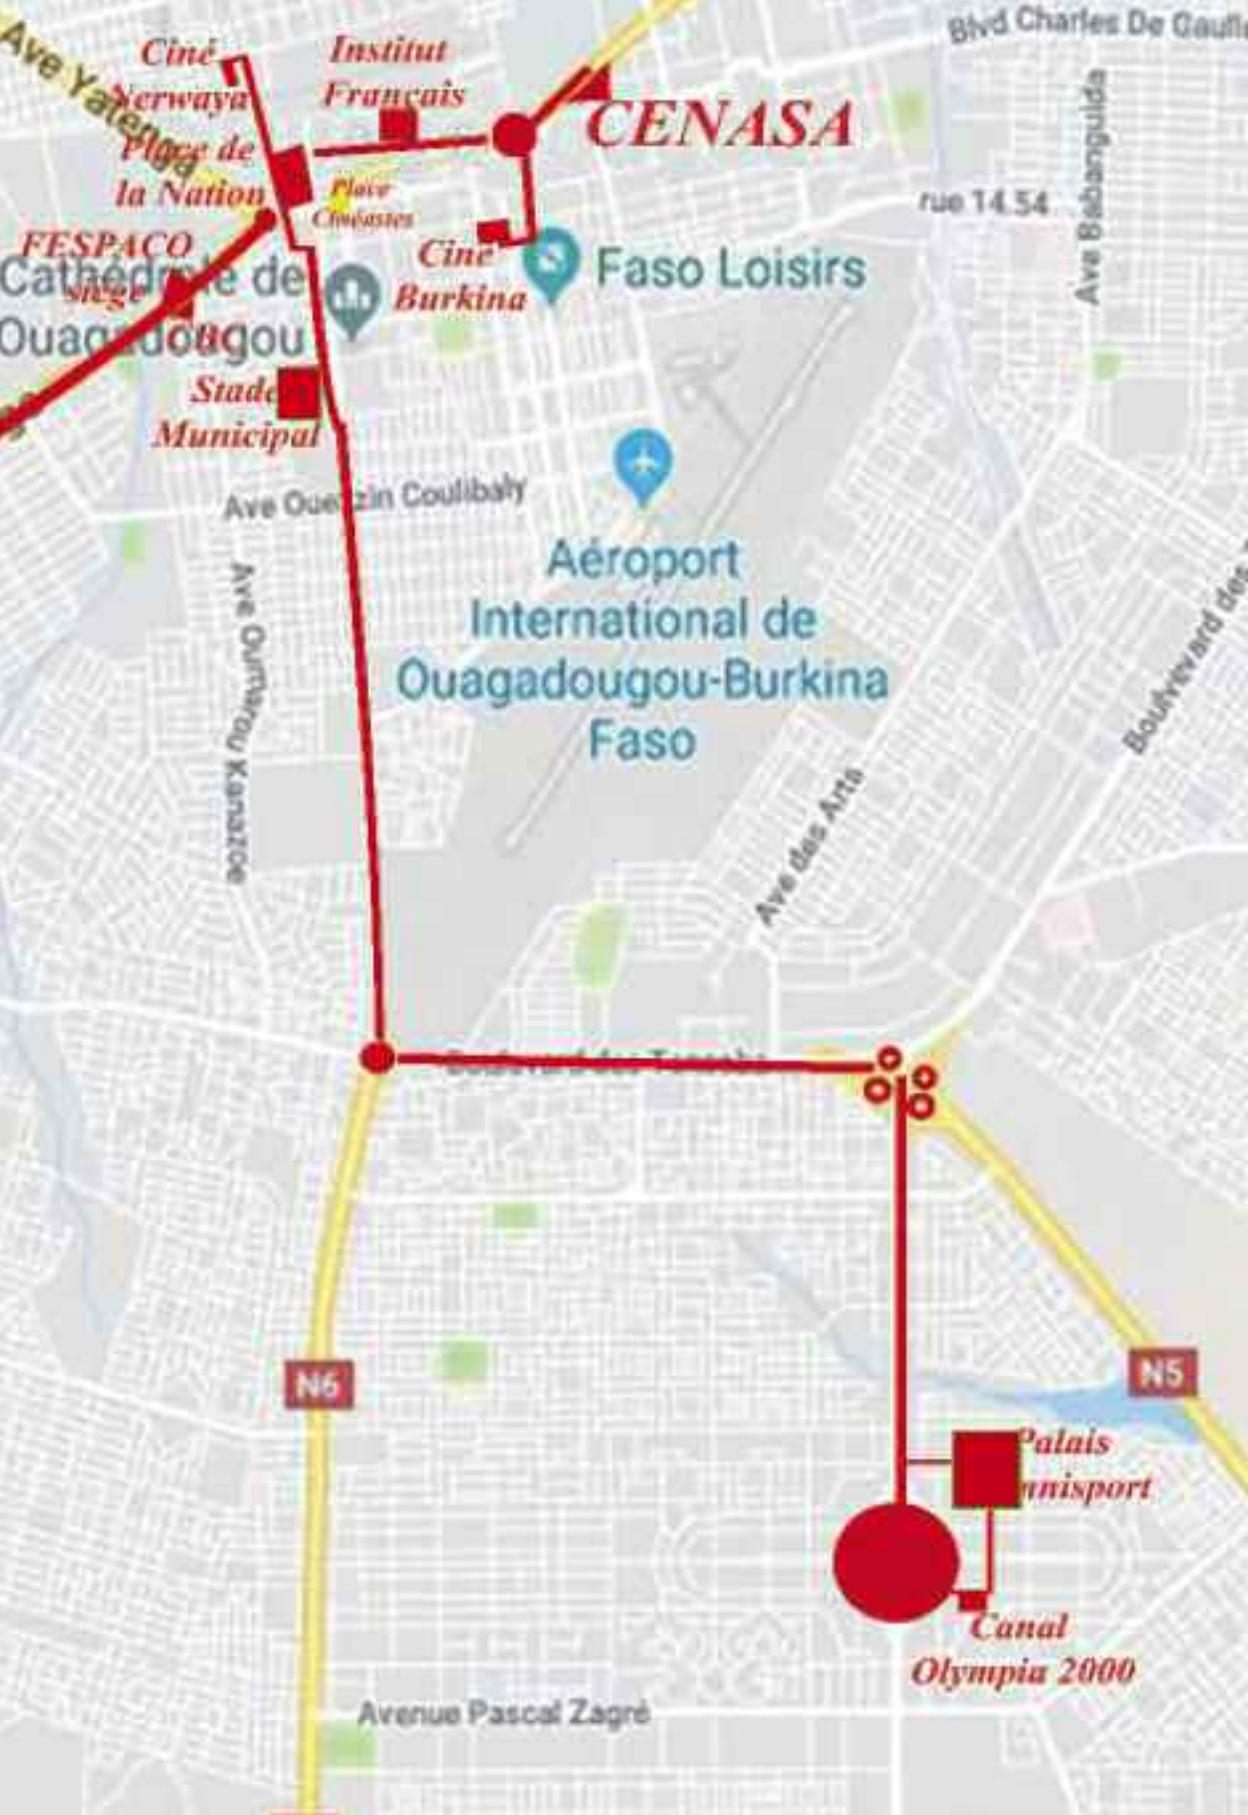 Blvd Charles De Gaulle
Ave Yatenga
Ciné
Nerwaya
Institut
Français
CENASA
Place de
la Nation
Place
Cinéastes
Ave Babanguida
rue 14.54
FESPACO
siège
Cathédrale de
Ouagadougou
Ciné
Burkina
Faso Loisirs
Stade
Municipal
Ave Ouezzin Coulibaly
Aéroport
International de
Ouagadougou-Burkina
Faso
Ave Oumarou Kanazoe
Boulvevard des
Ave des Arts
N6
N5
Palais
Omnisport
Canal
Olympia 2000
Avenue Pascal Zagré